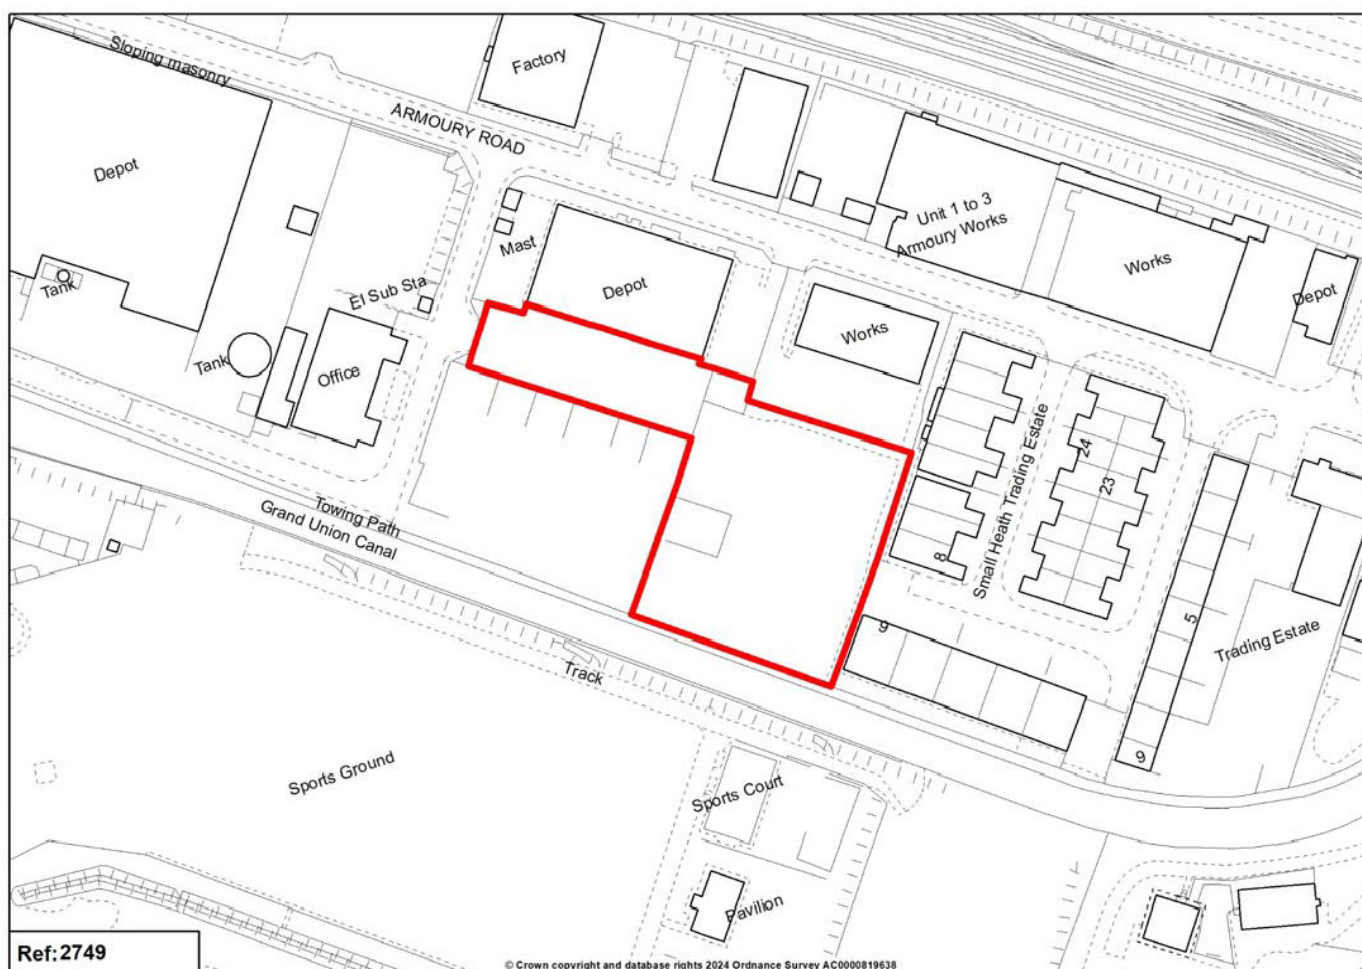 Sloping masonry
Factory
ARMOURY ROAD
Depot
Unit 1 to 3
Armoury Works
Mast
Works
El Sub Sta
Depot
Tank
Depot
Works
Tank
Office
24
23
Small Heath Trading Estate
Towing Path
Grand Union Canal
8
9
5
Trading Estate
Track
9
Sports Ground
Sports Court
Pavilion
Ref:2749
© Crown copyright and database rights 2024 Ordnance Survey AC0000819638